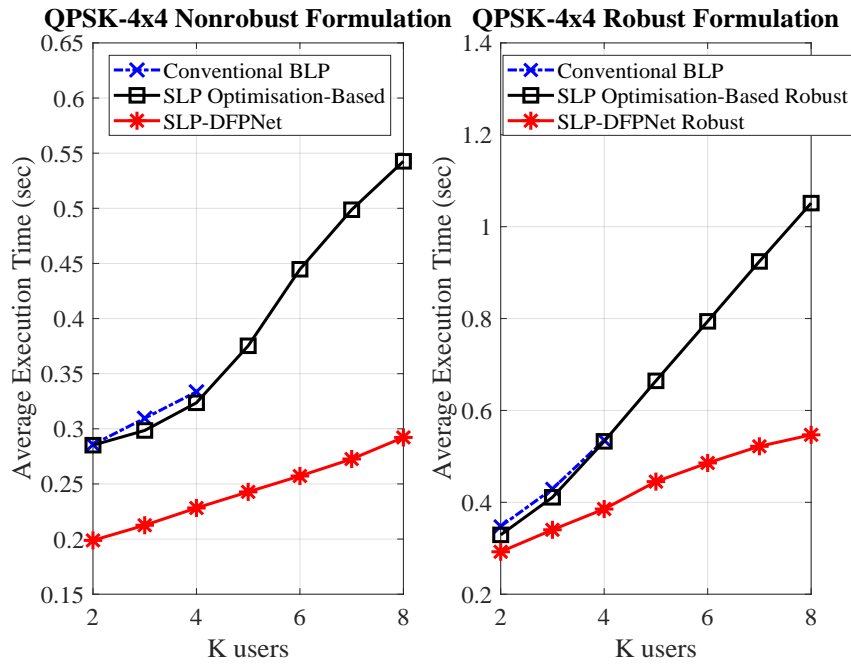 QPSK-4x4 Nonrobust Formulation
0.65
0.6
0.55
0.5
0.45
0.4
0.35
0.3
0.25
0.2
0.15
Average Execution Time (sec)
Conventional BLP
SLP Optimisation-Based
SLP-DFPNet
2
4
6
8
K users
QPSK-4x4 Robust Formulation
1.4
1.2
1
0.8
0.6
0.4
0.2
Average Execution Time (sec)
Conventional BLP
SLP Optimisation-Based Robust
SLP-DFPNet Robust
2
4
6
8
K users